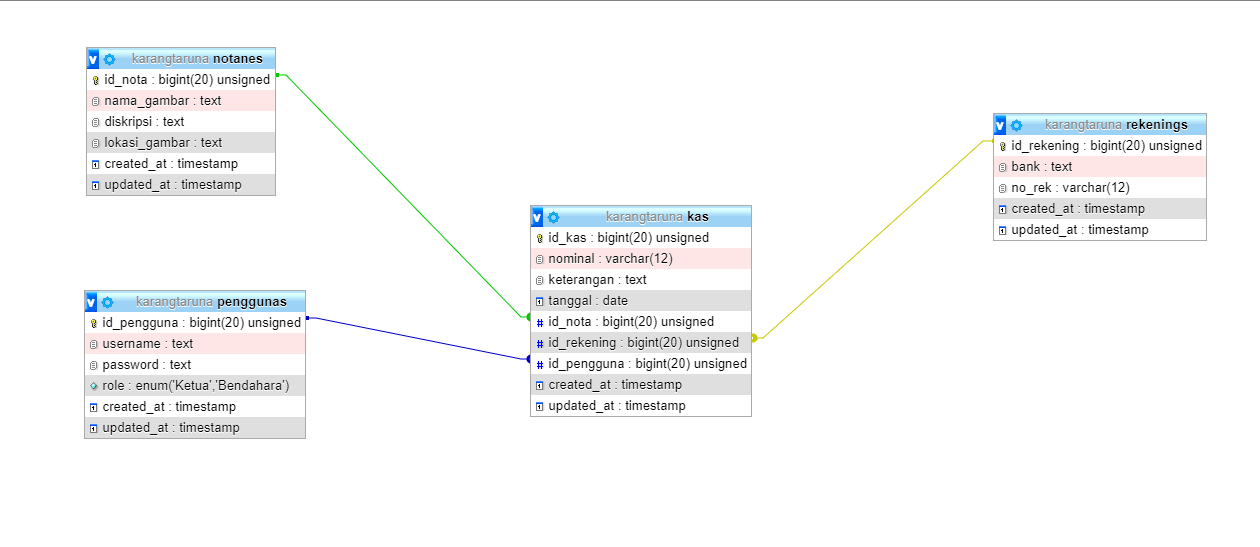 v karangtaruna notanes
id_nota : bigint(20) unsigned
nama_gambar : text
diskripsi : text
lokasi_gambar : text
created_at : timestamp
updated_at : timestamp
v karangtaruna penggunas
id_pengguna : bigint(20) unsigned
username : text
password : text
role : enum('Ketua','Bendahara')
created_at : timestamp
updated_at : timestamp
v karangtaruna kas
id_kas : bigint(20) unsigned
nominal : varchar(12)
keterangan : text
tanggal : date
# id_nota : bigint(20) unsigned
# id_rekening : bigint(20) unsigned
# id_pengguna : bigint(20) unsigned
created_at : timestamp
updated_at : timestamp
v karangtaruna rekenings
id_rekening : bigint(20) unsigned
bank : text
no_rek : varchar(12)
created_at : timestamp
updated_at : timestamp